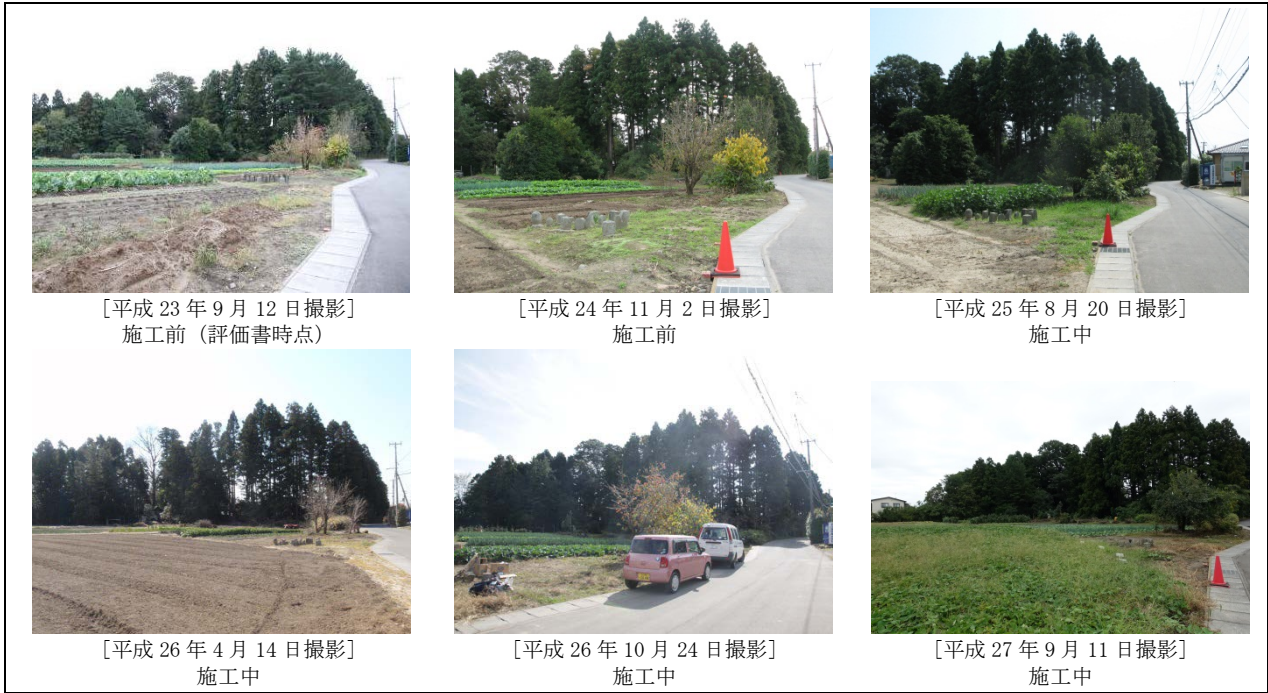 [平成 23 年 9 月 12 日撮影]
施工前（評価書時点）
[平成 24 年 11 月 2 日撮影]
施工前
[平成 25 年 8 月 20 日撮影]
施工中
[平成 26 年 4 月 14 日撮影]
施工中
[平成 26 年 10 月 24 日撮影]
施工中
[平成 27 年 9 月 11 日撮影]
施工中